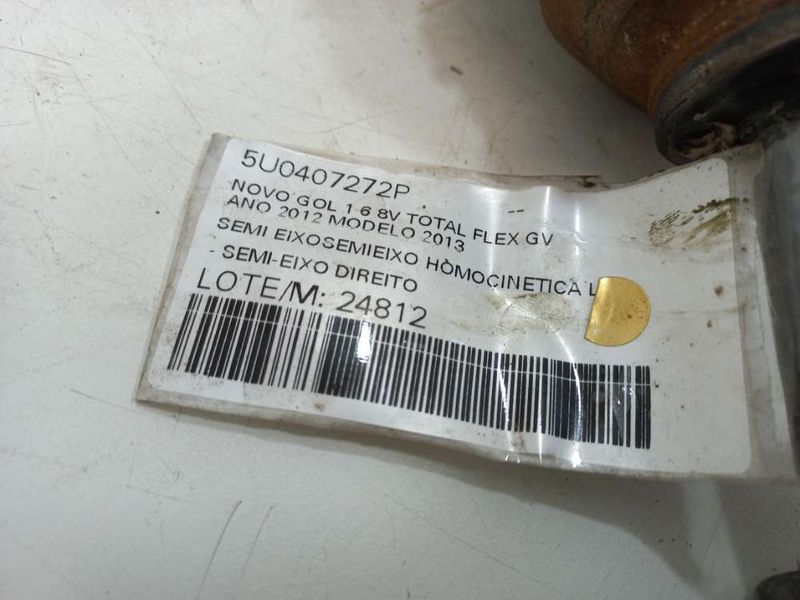 5U0407272P
NOVO GOL 1 6 8V TOTAL FLEX GV
ANO 2012 MODELO 2013
SEMI EIXOSEMIEIXO HOMOCINETICA L
- SEMI-EIXO DIREITO
LOTE/M: 24812